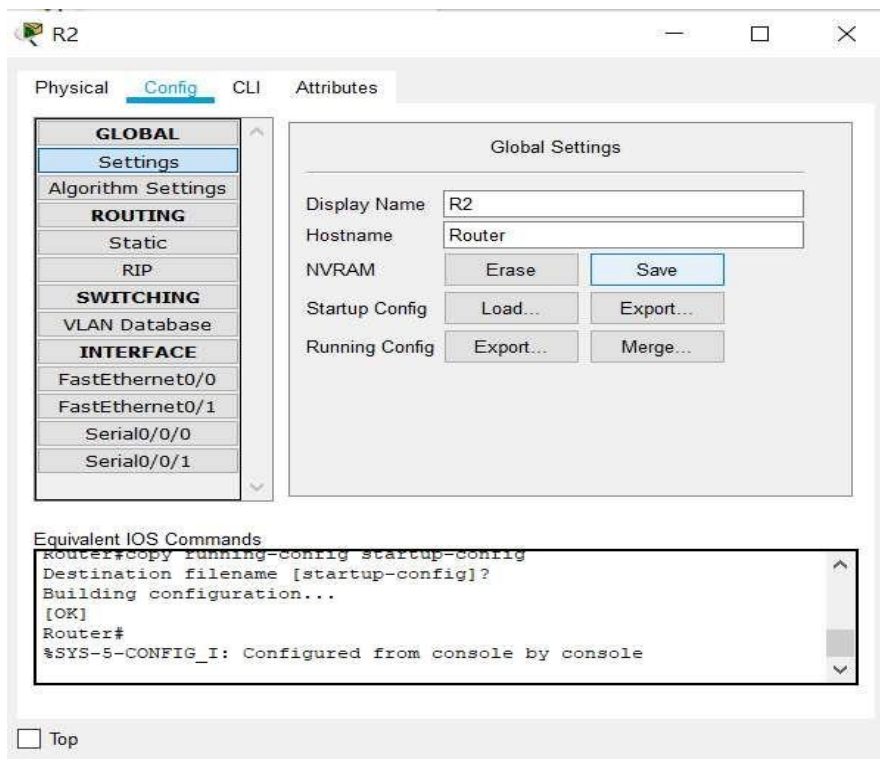 R2
Physical Config CLI Attributes
GLOBAL
Settings
Algorithm Settings
ROUTING
Static
RIP
SWITCHING
VLAN Database
INTERFACE
FastEthernet0/0
FastEthernet0/1
Serial0/0/0
Serial0/0/1
Global Settings
Display Name R2
Hostname Router
NVRAM Erase Save
Startup Config Load... Export...
Running Config Export... Merge...
Equivalent IOS Commands
Router#copy running-config startup-config
Destination filename [startup-config]?
Building configuration...
[OK]
Router#
%SYS-5-CONFIG_I: Configured from console by console
Top